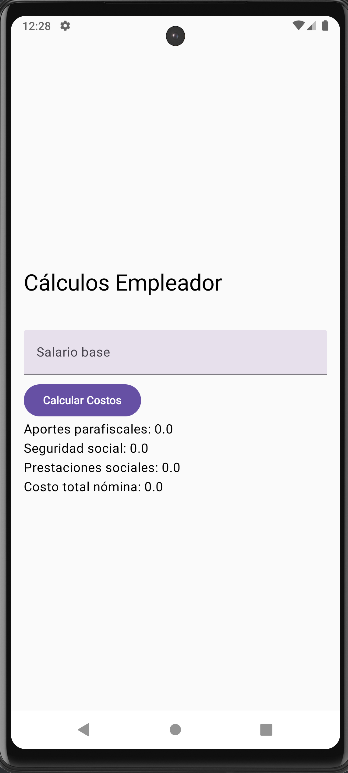 12:28
Cálculos Empleador
Salario base
Calcular Costos
Aportes parafiscales: 0.0
Seguridad social: 0.0
Prestaciones sociales: 0.0
Costo total nómina: 0.0